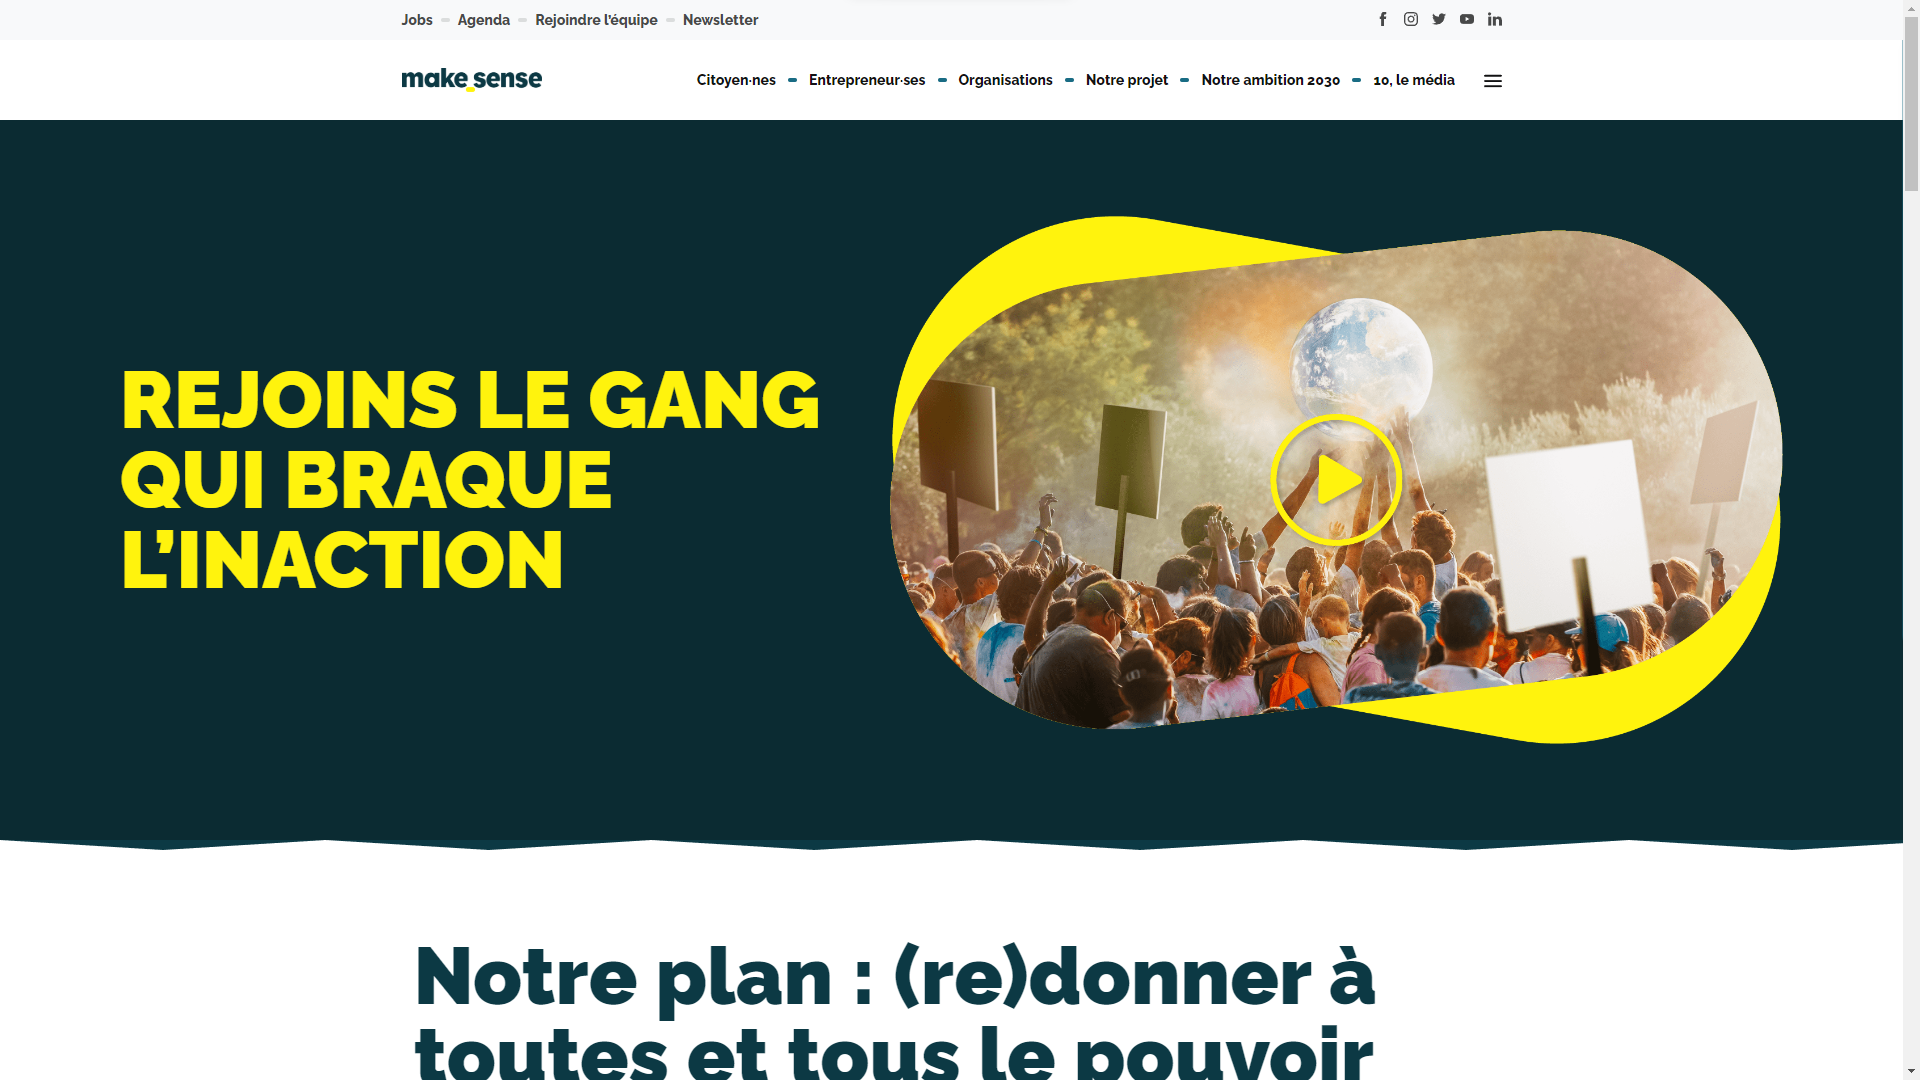 Jobs Agenda Rejoindre l'équipe Newsletter
make_sense Citoyen·nes Entrepreneur·ses Organisations Notre projet Notre ambition 2030 10, le média
REJOINS LE GANG
QUI BRAQUE
L’INACTION
Notre plan : (re)donner à
toutes et tous le pouvoir